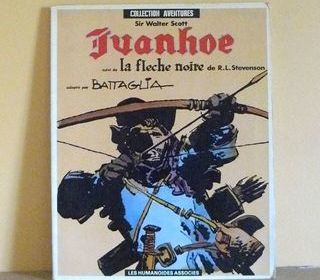 COLLECTION AVENTURES
Sir Walter Scott
Ivanhoe
suivi de la fleche noire de R.L. Stevenson
adapté par BATTAGLIA
LES HUMANOIDES ASSOCIES